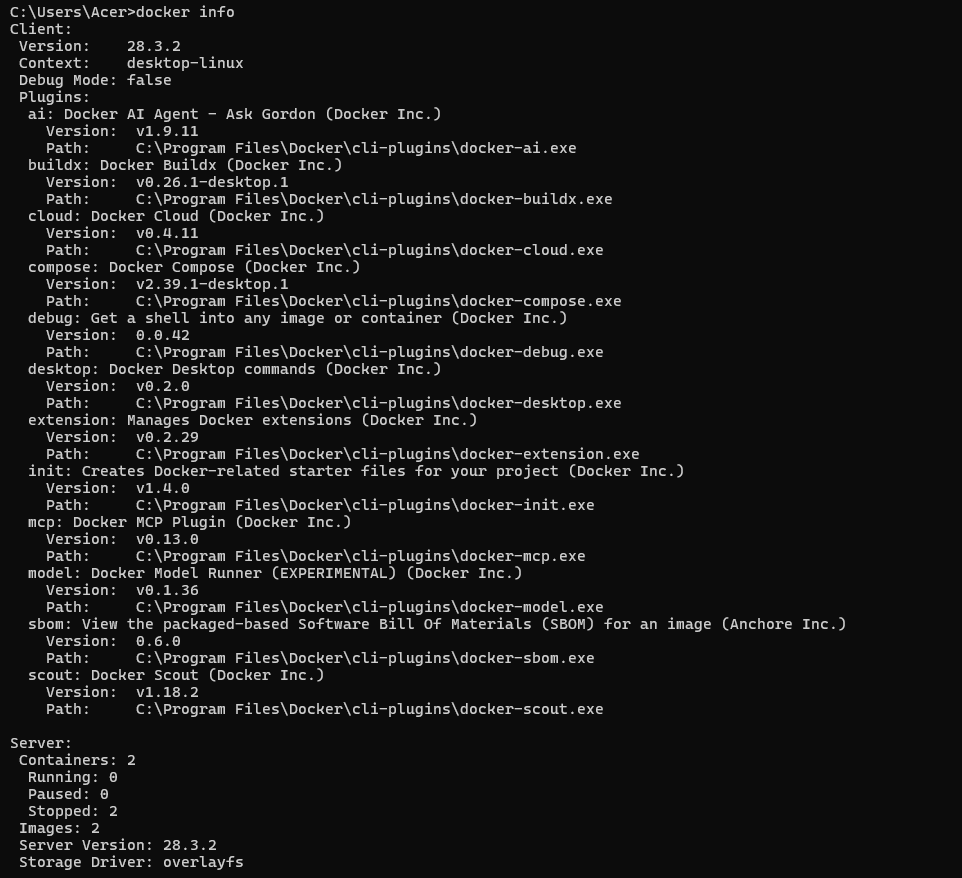 C:\Users\Acer>docker info
Client:
 Version:    28.3.2
 Context:    desktop-linux
 Debug Mode: false
 Plugins:
  ai: Docker AI Agent - Ask Gordon (Docker Inc.)
    Version:  v1.9.11
    Path:     C:\Program Files\Docker\cli-plugins\docker-ai.exe
  buildx: Docker Buildx (Docker Inc.)
    Version:  v0.26.1-desktop.1
    Path:     C:\Program Files\Docker\cli-plugins\docker-buildx.exe
  cloud: Docker Cloud (Docker Inc.)
    Version:  v0.4.11
    Path:     C:\Program Files\Docker\cli-plugins\docker-cloud.exe
  compose: Docker Compose (Docker Inc.)
    Version:  v2.39.1-desktop.1
    Path:     C:\Program Files\Docker\cli-plugins\docker-compose.exe
  debug: Get a shell into any image or container (Docker Inc.)
    Version:  0.0.42
    Path:     C:\Program Files\Docker\cli-plugins\docker-debug.exe
  desktop: Docker Desktop commands (Docker Inc.)
    Version:  v0.2.0
    Path:     C:\Program Files\Docker\cli-plugins\docker-desktop.exe
  extension: Manages Docker extensions (Docker Inc.)
    Version:  v0.2.29
    Path:     C:\Program Files\Docker\cli-plugins\docker-extension.exe
  init: Creates Docker-related starter files for your project (Docker Inc.)
    Version:  v1.4.0
    Path:     C:\Program Files\Docker\cli-plugins\docker-init.exe
  mcp: Docker MCP Plugin (Docker Inc.)
    Version:  v0.13.0
    Path:     C:\Program Files\Docker\cli-plugins\docker-mcp.exe
  model: Docker Model Runner (EXPERIMENTAL) (Docker Inc.)
    Version:  v0.1.36
    Path:     C:\Program Files\Docker\cli-plugins\docker-model.exe
  sbom: View the packaged-based Software Bill Of Materials (SBOM) for an image (Anchore Inc.)
    Version:  0.6.0
    Path:     C:\Program Files\Docker\cli-plugins\docker-sbom.exe
  scout: Docker Scout (Docker Inc.)
    Version:  v1.18.2
    Path:     C:\Program Files\Docker\cli-plugins\docker-scout.exe

Server:
 Containers: 2
  Running: 0
  Paused: 0
  Stopped: 2
 Images: 2
 Server Version: 28.3.2
 Storage Driver: overlayfs